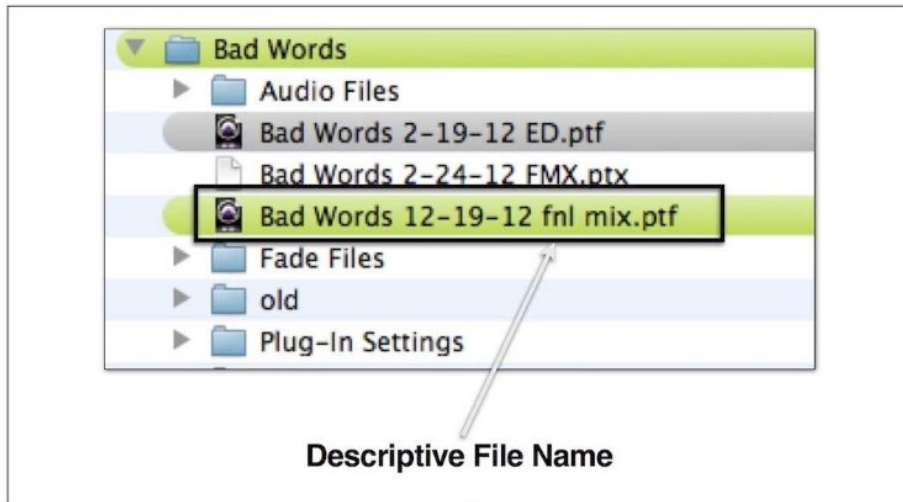 Bad Words
Audio Files
Bad Words 2-19-12 ED.ptf
Bad Words 2-24-12 FMX.ptx
Bad Words 12-19-12 fnl mix.ptf
Fade Files
old
Plug-In Settings
Descriptive File Name